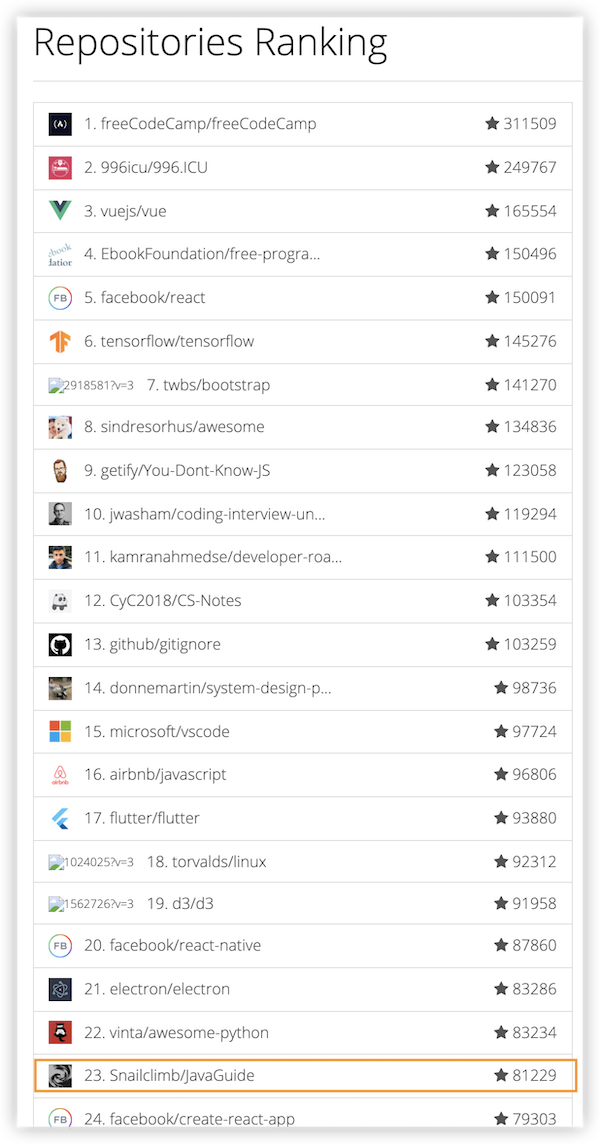 Repositories Ranking
1. freeCodeCamp/freeCodeCamp ★ 311509
2. 996icu/996.ICU ★ 249767
3. vuejs/vue ★ 165554
4. EbookFoundation/free-progra... ★ 150496
FB 5. facebook/react ★ 150091
6. tensorflow/tensorflow ★ 145276
2918581?v=3 7. twbs/bootstrap ★ 141270
8. sindresorhus/awesome ★ 134836
9. getify/You-Dont-Know-JS ★ 123058
10. jwasham/coding-interview-un... ★ 119294
11. kamranahmedse/developer-roa... ★ 111500
12. CyC2018/CS-Notes ★ 103354
13. github/gitignore ★ 103259
14. donnemartin/system-design-p... ★ 98736
15. microsoft/vscode ★ 97724
airbnb 16. airbnb/javascript ★ 96806
17. flutter/flutter ★ 93880
1024025?v=3 18. torvalds/linux ★ 92312
1562726?v=3 19. d3/d3 ★ 91958
FB 20. facebook/react-native ★ 87860
21. electron/electron ★ 83286
22. vinta/awesome-python ★ 83234
23. Snailclimb/JavaGuide ★ 81229
FB 24. facebook/create-react-app ★ 79303